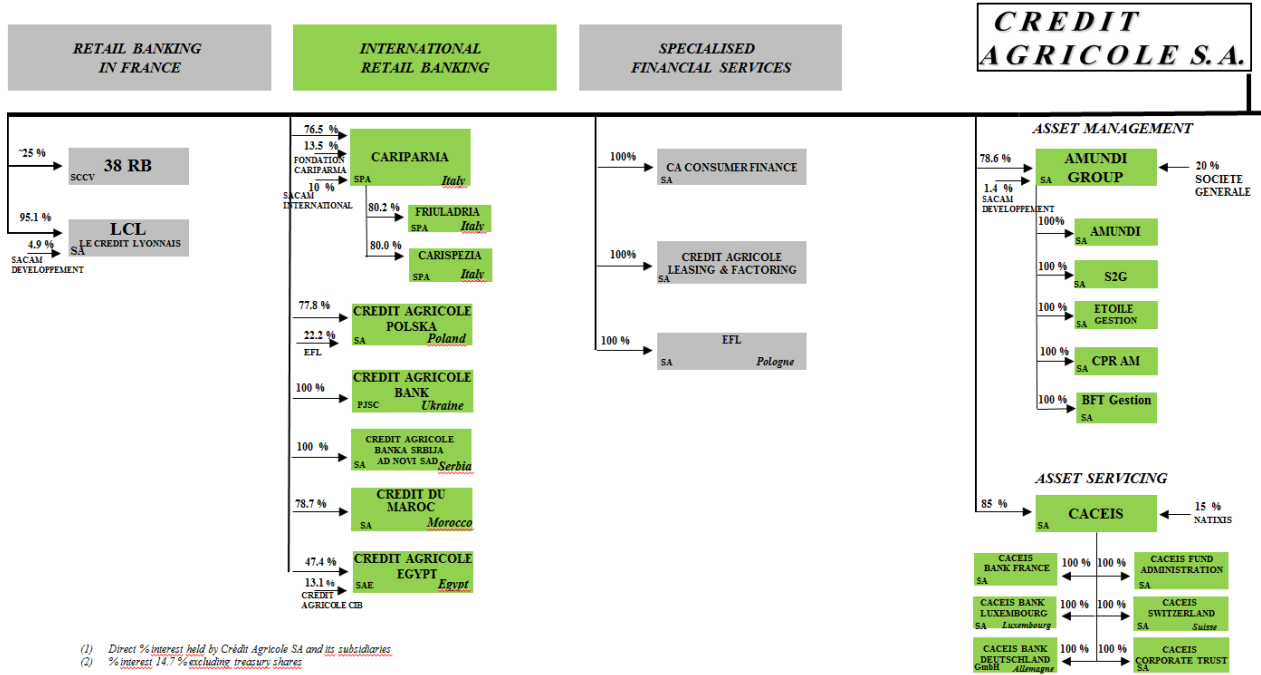 CREDIT
AGRICOLE S.A.
RETAIL BANKING
IN FRANCE
INTERNATIONAL
RETAIL BANKING
SPECIALISED
FINANCIAL SERVICES
~25 %
38 RB
SCCV
95.1 %
LCL
LE CREDIT LYONNAIS
SA
4.9 %
SACAM
DEVELOPPEMENT
76.5 %
13.5 %
FONDATION
CARIPARMA
10 %
SACAM
INTERNATIONAL
CARIPARMA
SPA
Italy
80.2 %
FRIULADRIA
SPA
Italy
80.0 %
CARISPEZIA
SPA
Italy
77.8 %
CREDIT AGRICOLE
POLSKA
SA
Poland
22.2 %
EFL
100 %
CREDIT AGRICOLE
BANK
PJSC
Ukraine
100 %
CREDIT AGRICOLE
BANKA SRBIJA
AD NOVI SAD
SA
Serbia
78.7 %
CREDIT DU
MAROC
SA
Morocco
47.4 %
CREDIT AGRICOLE
EGYPT
SAE
Egypt
13.1 %
CREDIT
AGRICOLE CIB
100%
CA CONSUMER FINANCE
SA
100%
CREDIT AGRICOLE
LEASING & FACTORING
SA
100 %
EFL
SA
Pologne
ASSET MANAGEMENT
78.6 %
1.4 %
SACAM
DEVELOPPEMENT
AMUNDI
GROUP
SA
20 %
SOCIETE
GENERALE
100%
AMUNDI
SA
100 %
S2G
SA
100 %
ETOILE
GESTION
SA
100 %
CPR AM
SA
100 %
BFT Gestion
SA
ASSET SERVICING
85 %
CACEIS
SA
15 %
NATIXIS
CACEIS
BANK FRANCE
SA
100 %
100 %
CACEIS FUND
ADMINISTRATION
SA
CACEIS BANK
LUXEMBOURG
SA
Luxembourg
100 %
100 %
CACEIS
SWITZERLAND
SA
Suisse
CACEIS BANK
DEUTSCHLAND
GmbH
Allemagne
100 %
100 %
CACEIS
CORPORATE TRUST
SA
(1) Direct % interest held by Crédit Agricole SA and its subsidiaries
(2) % interest 14.7 % excluding treasury shares